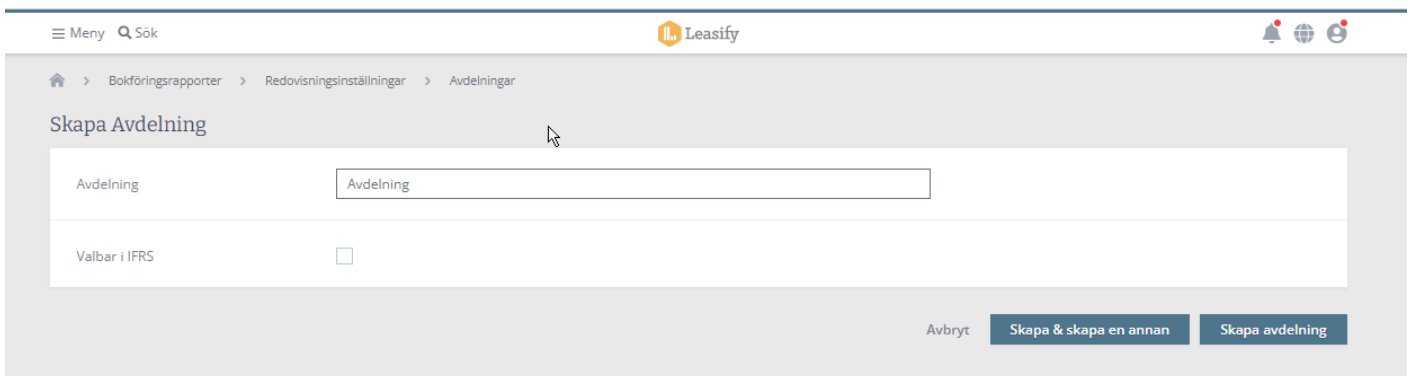 Meny Sök Leasify
Bokföringsrapporter > Redovisningsinställningar > Avdelningar
Skapa Avdelning
Avdelning Avdelning
Valbar i IFRS
Avbryt Skapa & skapa en annan Skapa avdelning